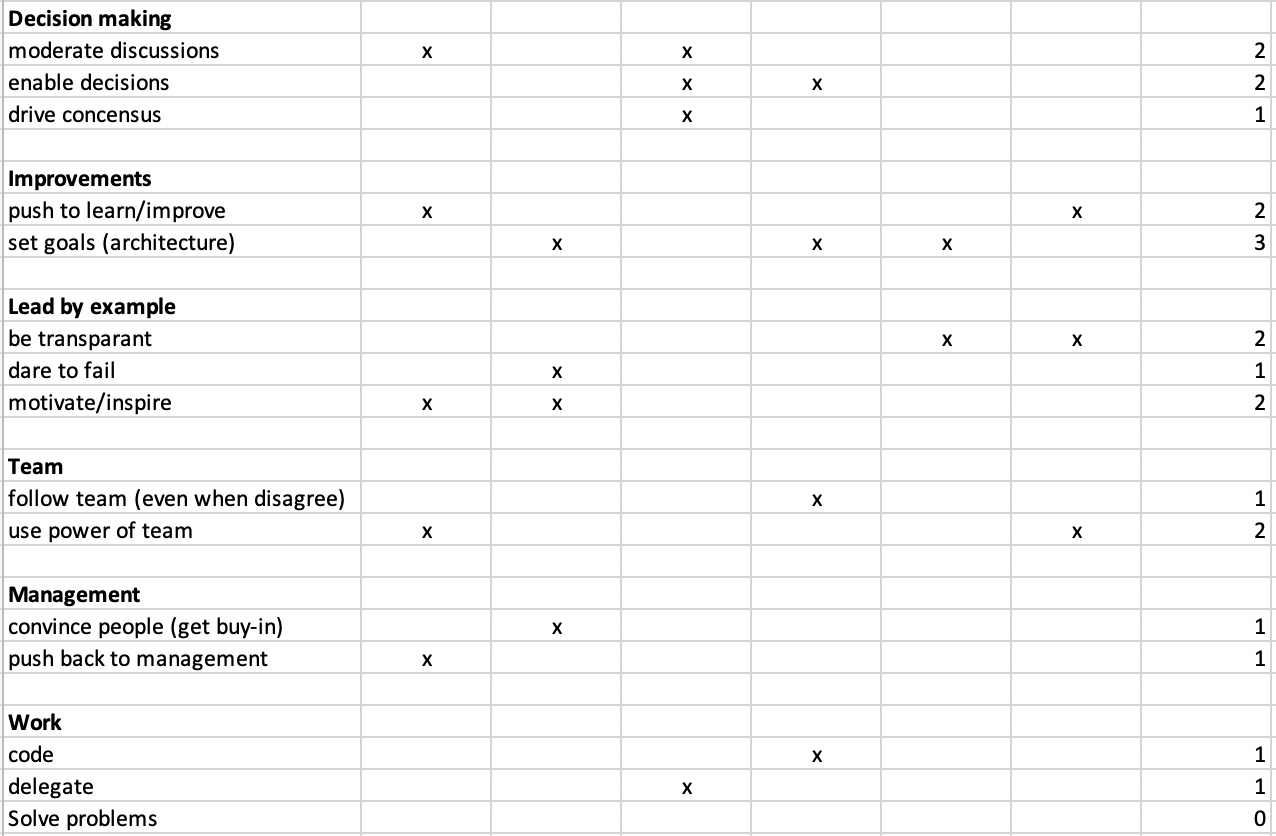 Decision making
moderate discussions x x 2
enable decisions x x 2
drive concensus x 1
Improvements
push to learn/improve x x 2
set goals (architecture) x x x 3
Lead by example
be transparant x x 2
dare to fail x 1
motivate/inspire x x 2
Team
follow team (even when disagree) x 1
use power of team x x 2
Management
convince people (get buy-in) x 1
push back to management x 1
Work
code x 1
delegate x 1
Solve problems 0